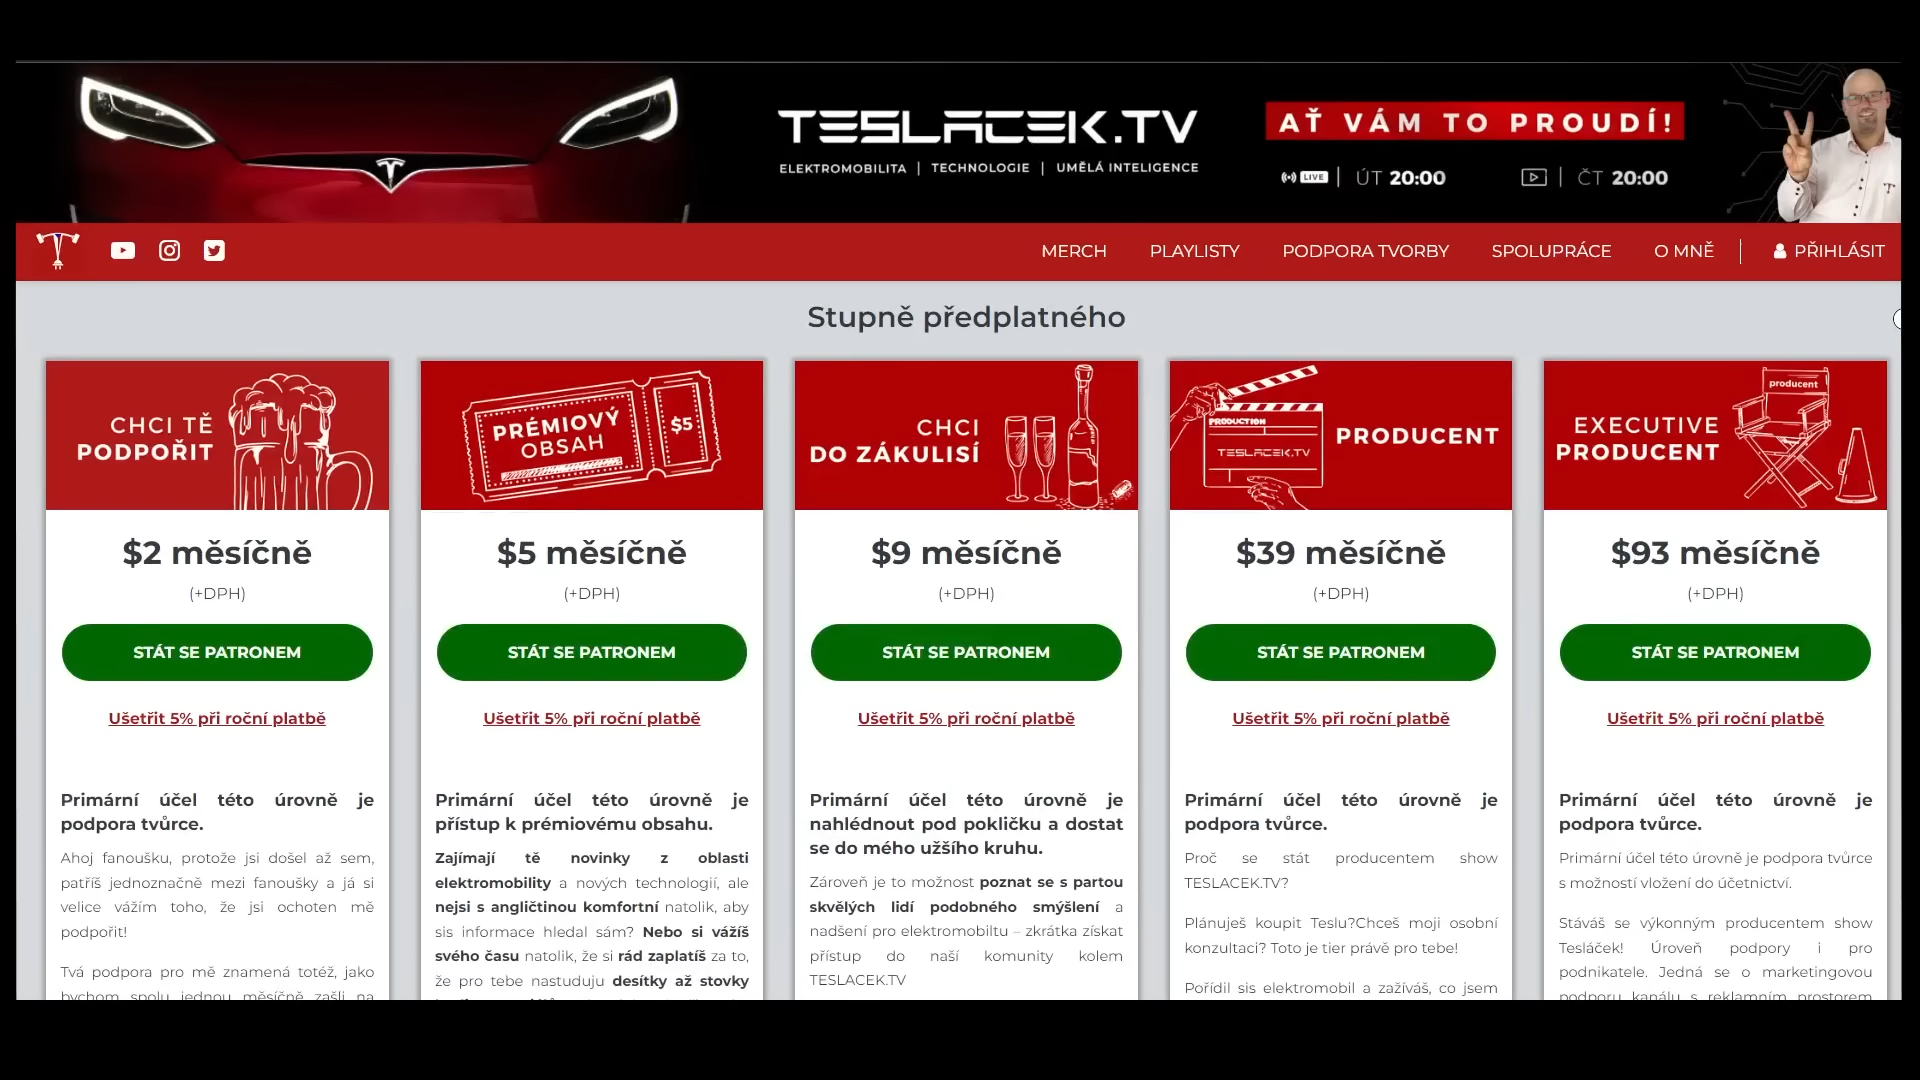 TESLACEK.TV
ELEKTROMOBILITA | TECHNOLOGIE | UMĚLÁ INTELIGENCE
AŤ VÁM TO PROUDÍ!
LIVE | ÚT 20:00
| ČT 20:00
MERCH
PLAYLISTY
PODPORA TVORBY
SPOLUPRÁCE
O MNĚ
PŘIHLÁSIT
Stupně předplatného
CHCI TĚ
PODPOŘIT
$2 měsíčně
(+DPH)
STÁT SE PATRONEM
Ušetřit 5% při roční platbě
Primární účel této úrovně je
podpora tvůrce.
Ahoj fanoušku, protože jsi došel až sem,
patříš jednoznačně mezi fanoušky a já si
velice vážím toho, že jsi ochoten mě
podpořit!
Tvá podpora pro mě znamená totéž, jako
bychom spolu jednou měsíčně zašli na
PRÉMIOVÝ
OBSAH
$5
$5 měsíčně
(+DPH)
STÁT SE PATRONEM
Ušetřit 5% při roční platbě
Primární účel této úrovně je
přístup k prémiovému obsahu.
Zajímají tě novinky z oblasti
elektromobility a nových technologií, ale
nejsi s angličtinou komfortní natolik, aby
sis informace hledal sám? Nebo si vážíš
svého času natolik, že si rád zaplatíš za to,
že pro tebe nastuduju desítky až stovky
CHCI
DO ZÁKULISÍ
$9 měsíčně
(+DPH)
STÁT SE PATRONEM
Ušetřit 5% při roční platbě
Primární účel této úrovně je
nahlédnout pod pokličku a dostat
se do mého užšího kruhu.
Zároveň je to možnost poznat se s partou
skvělých lidí podobného smýšlení a
nadšení pro elektromobiltu – zkrátka získat
přístup do naší komunity kolem
TESLACEK.TV
PRODUCTION
TESLACEK.TV
PRODUCENT
$39 měsíčně
(+DPH)
STÁT SE PATRONEM
Ušetřit 5% při roční platbě
Primární účel této úrovně je
podpora tvůrce.
Proč se stát producentem show
TESLACEK.TV?
Plánuješ koupit Teslu?Chceš moji osobní
konzultaci? Toto je tier právě pro tebe!
Pořídil sis elektromobil a zažíváš, co jsem
producent
EXECUTIVE
PRODUCENT
$93 měsíčně
(+DPH)
STÁT SE PATRONEM
Ušetřit 5% při roční platbě
Primární účel této úrovně je
podpora tvůrce.
Primární účel této úrovně je podpora tvůrce
s možností vložení do účetnictví.
Stáváš se výkonným producentem show
Tesláček! Úroveň podpory i pro
podnikatele. Jedná se o marketingovou
podporu kanálu s reklamním prostorem